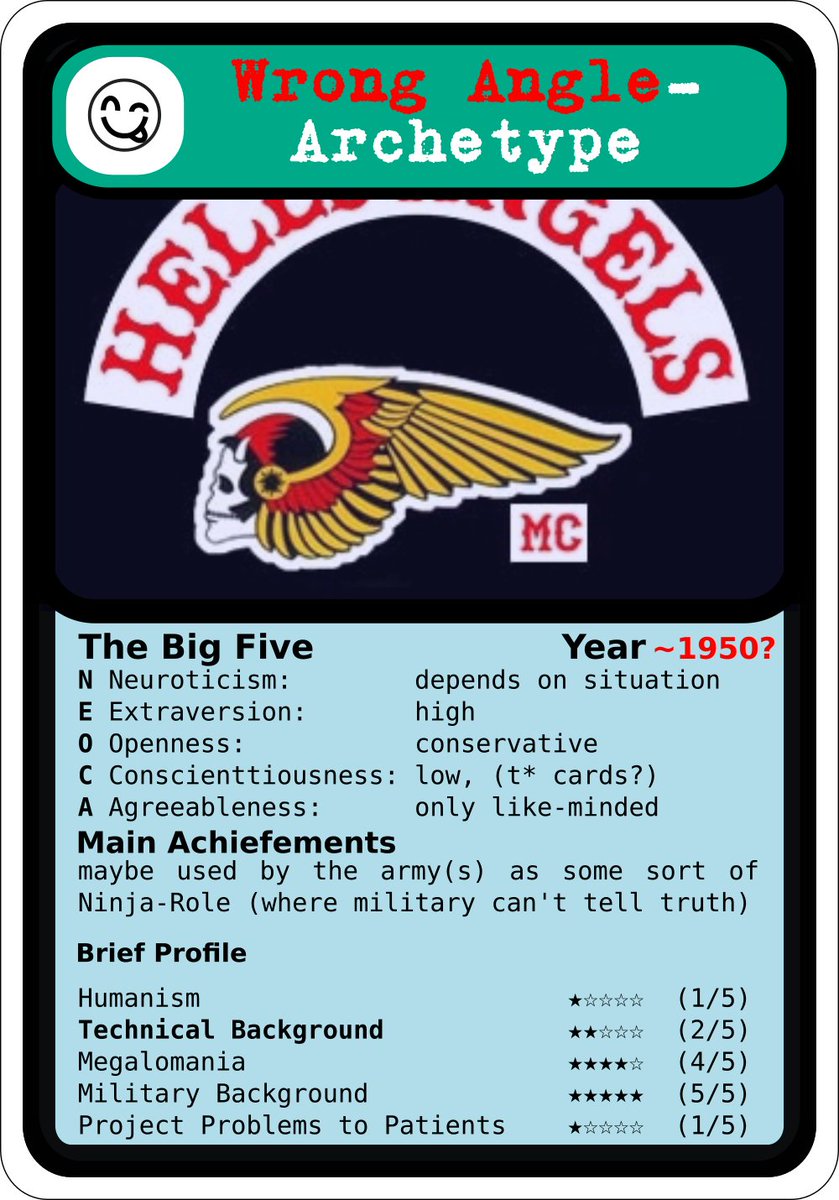 Wrong Angle-
Archetype
HELLS ANGELS
MC
The Big Five Year ~1950?
N Neuroticism: depends on situation
E Extraversion: high
O Openness: conservative
C Conscienttiousness: low, (t* cards?)
A Agreeableness: only like-minded
Main Achiefements
maybe used by the army(s) as some sort of
Ninja-Role (where military can't tell truth)
Brief Profile
Humanism ★☆☆☆☆ (1/5)
Technical Background ★★☆☆☆ (2/5)
Megalomania ★★★★☆ (4/5)
Military Background ★★★★★ (5/5)
Project Problems to Patients ★☆☆☆☆ (1/5)